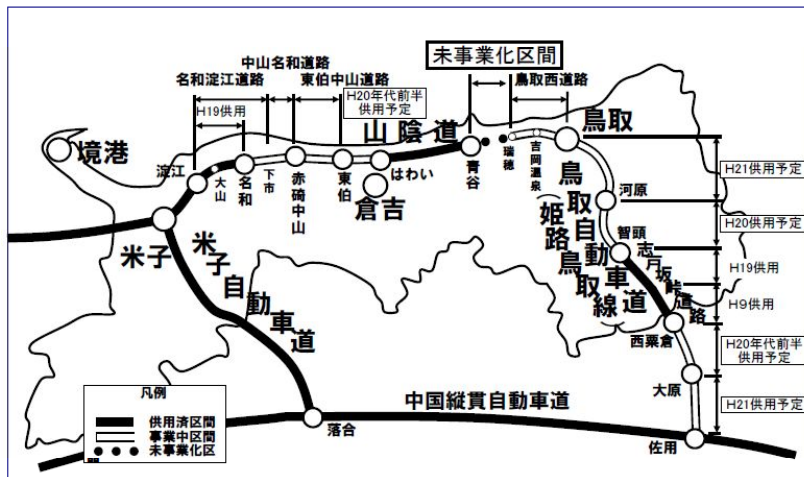 未事業化区間
中山名和道路
名和淀江道路
東伯中山道路
鳥取西道路
H19供用
H20年代前半
供用予定
山陰道
鳥取
境港
淀江
大山
名和
下市
赤碕中山
東伯
はわい
倉吉
青谷
瑞穂
吉岡温泉
河原
智頭
米子
米子自動車道
鳥取自動車道
(姫路鳥取線)
志戸坂峠道路
西粟倉
大原
佐用
落合
中国縦貫自動車道
H21供用予定
H20供用予定
H19供用
H9供用
H20年代前半
供用予定
H21供用予定
凡例
供用済区間
事業中区間
未事業化区
間